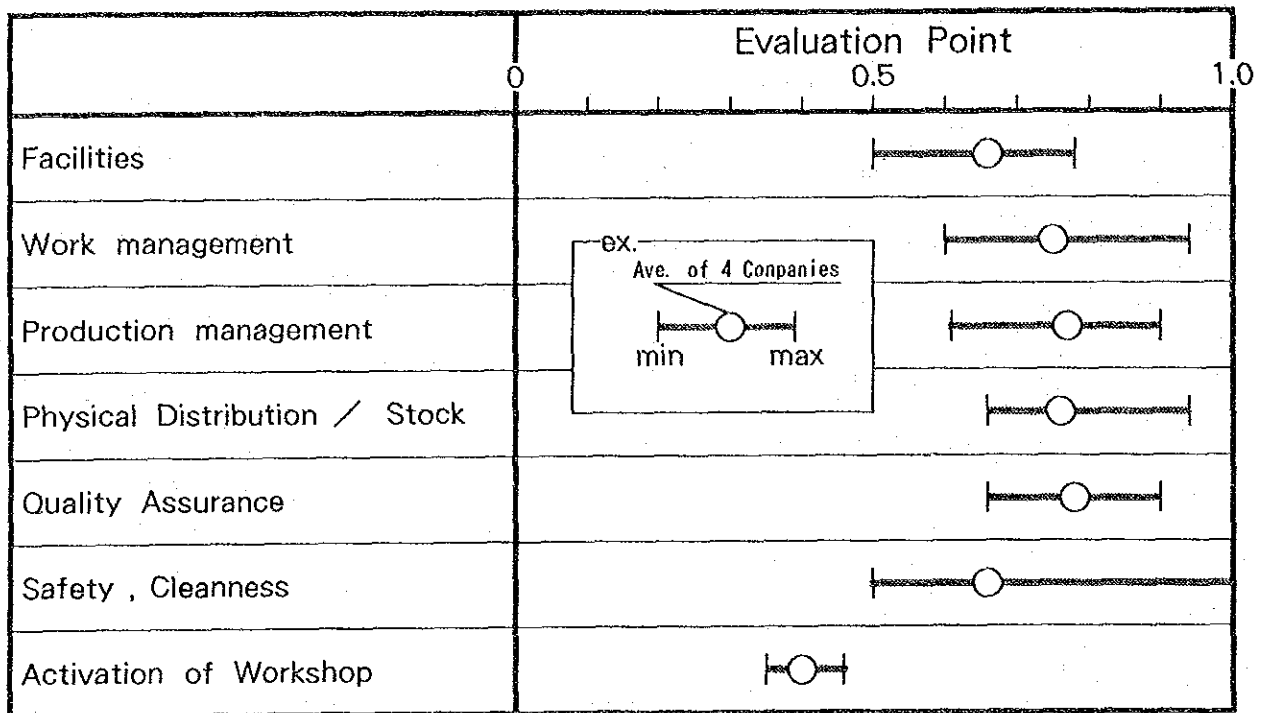 Evaluation Point
0 0.5 1.0
Facilities
Work management
ex.
Ave. of 4 Conpanies
Production management
min max
Physical Distribution / Stock
Quality Assurance
Safety , Cleanness
Activation of Workshop